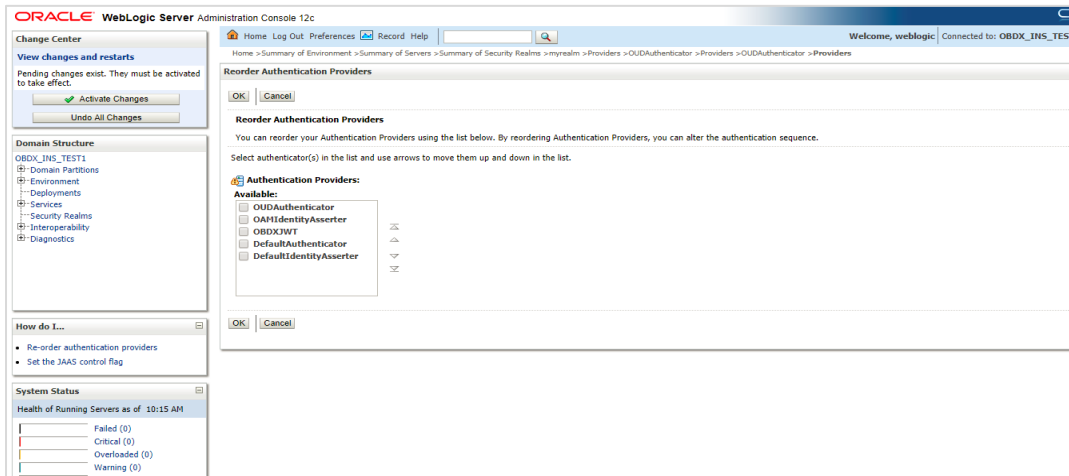 ORACLE WebLogic Server Administration Console 12c
Change Center
View changes and restarts
Pending changes exist. They must be activated
to take effect.
Activate Changes
Undo All Changes
Domain Structure
OBDX_INS_TEST1
Domain Partitions
Environment
Deployments
Services
Security Realms
Interoperability
Diagnostics
How do I...
Re-order authentication providers
Set the JAAS control flag
System Status
Health of Running Servers as of 10:15 AM
Failed (0)
Critical (0)
Overloaded (0)
Warning (0)
Home Log Out Preferences Record Help
Welcome, weblogic Connected to: OBDX_INS_TES
Home >Summary of Environment >Summary of Servers >Summary of Security Realms >myrealm >Providers >OUDAuthenticator >Providers >OUDAuthenticator >Providers
Reorder Authentication Providers
OK Cancel
Reorder Authentication Providers
You can reorder your Authentication Providers using the list below. By reordering Authentication Providers, you can alter the authentication sequence.
Select authenticator(s) in the list and use arrows to move them up and down in the list.
Authentication Providers:
Available:
OUDAuthenticator
OAMIdentityAsserter
OBDXJWT
DefaultAuthenticator
DefaultIdentityAsserter
OK Cancel